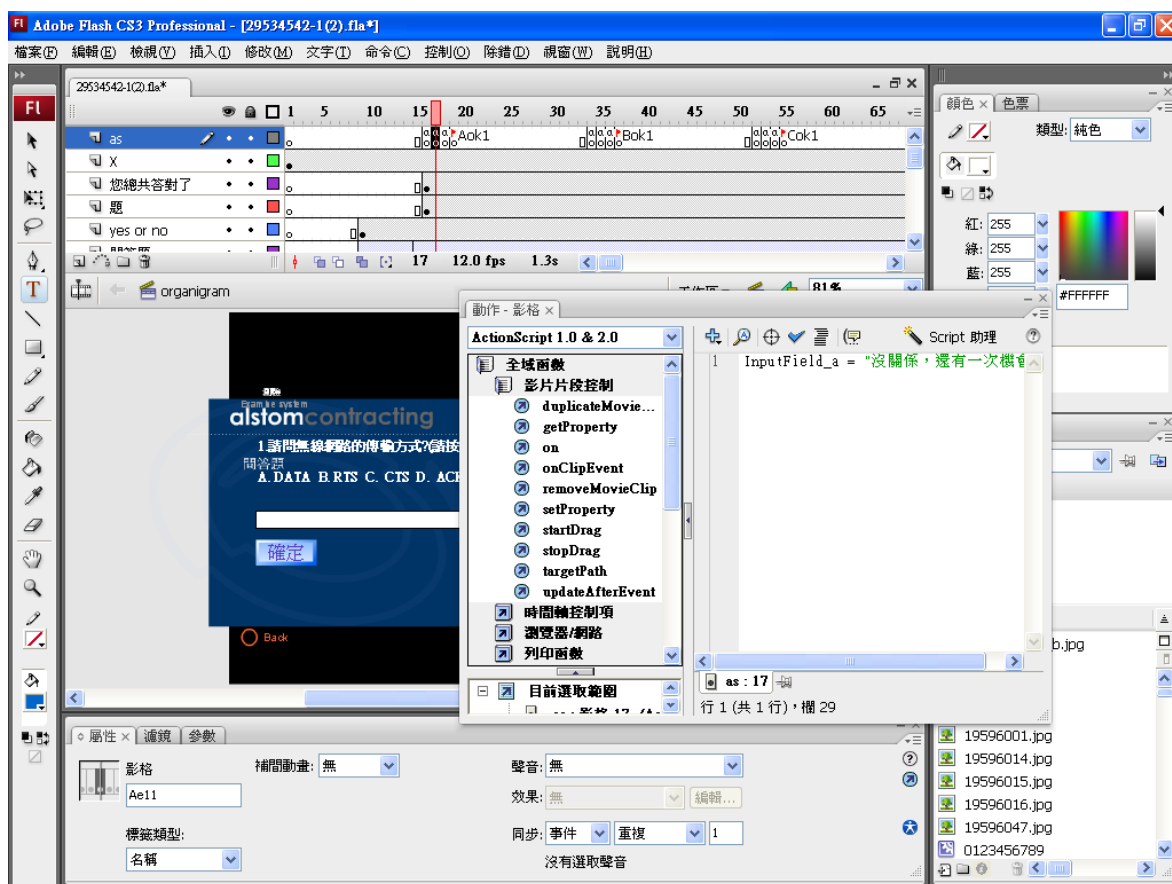 Adobe Flash CS3 Professional - [29534542-1(2).fla*]
檔案(F) 編輯(E) 檢視(V) 插入(I) 修改(M) 文字(T) 命令(C) 控制(O) 除錯(D) 視窗(W) 說明(H)
29534542-1(2).fla*
Fl
1 5 10 15 20 25 30 35 40 45 50 55 60 65
as Aok1 Bok1 Cok1
X
您總共答對了
題
yes or no
17 12.0 fps 1.3s
organigram
81%
Examine system
alstomcontracting
1.請問無線網路的傳輸方式?(請按
問答題
A. DATA B. RTS C. CTS D.
確定
Back
動作 - 影格
ActionScript 1.0 & 2.0
Script 助理
全域函數
影片片段控制
duplicateMovie...
getProperty
on
onClipEvent
removeMovieClip
setProperty
startDrag
stopDrag
targetPath
updateAfterEvent
時間軸控制項
瀏覽器/網路
列印函數
目前選取範圍
1 InputField_a = "沒關係，還有一次機會
as : 17
行 1 (共 1 行)，欄 29
屬性 濾鏡 參數
影格
Ae11
標籤類型:
名稱
補間動畫: 無
聲音: 無
效果: 無 編輯...
同步: 事件 重複 1
沒有選取聲音
顏色 色票
類型: 純色
紅: 255
綠: 255
藍: 255
#FFFFFF
b.jpg
19596001.jpg
19596014.jpg
19596015.jpg
19596016.jpg
19596047.jpg
0123456789